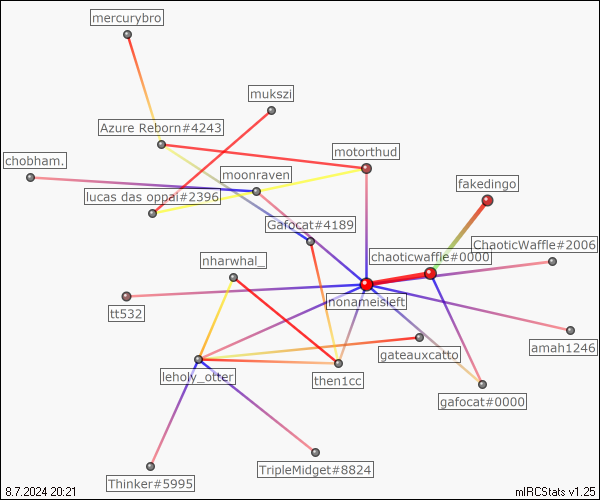 mercurybro
mukszi
Azure Reborn#4243
motorthud
chobham.
moonraven
fakedingo
lucas das oppai#2396
Gafocat#4189
ChaoticWaffle#2006
chaoticwaffle#0000
nharwhal_
nonameisleft
tt532
amah1246
gateauxcatto
leholy_otter
then1cc
gafocat#0000
TripleMidget#8824
Thinker#5995
8.7.2024 20:21
mIRCStats v1.25